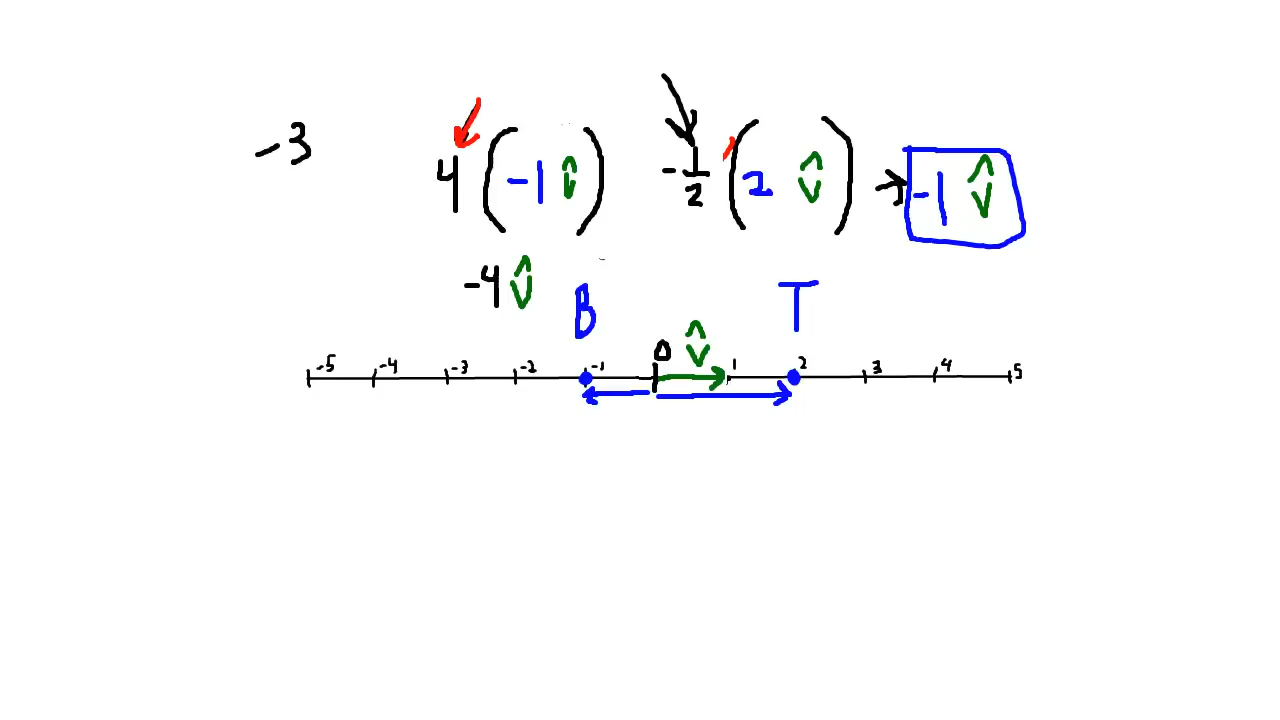 -3 4(-1 v̂) -1/2 (2 v̂) → -1 v̂
-4 v̂ B T
0 v̂
-5 -4 -3 -2 -1 1 2 3 4 5